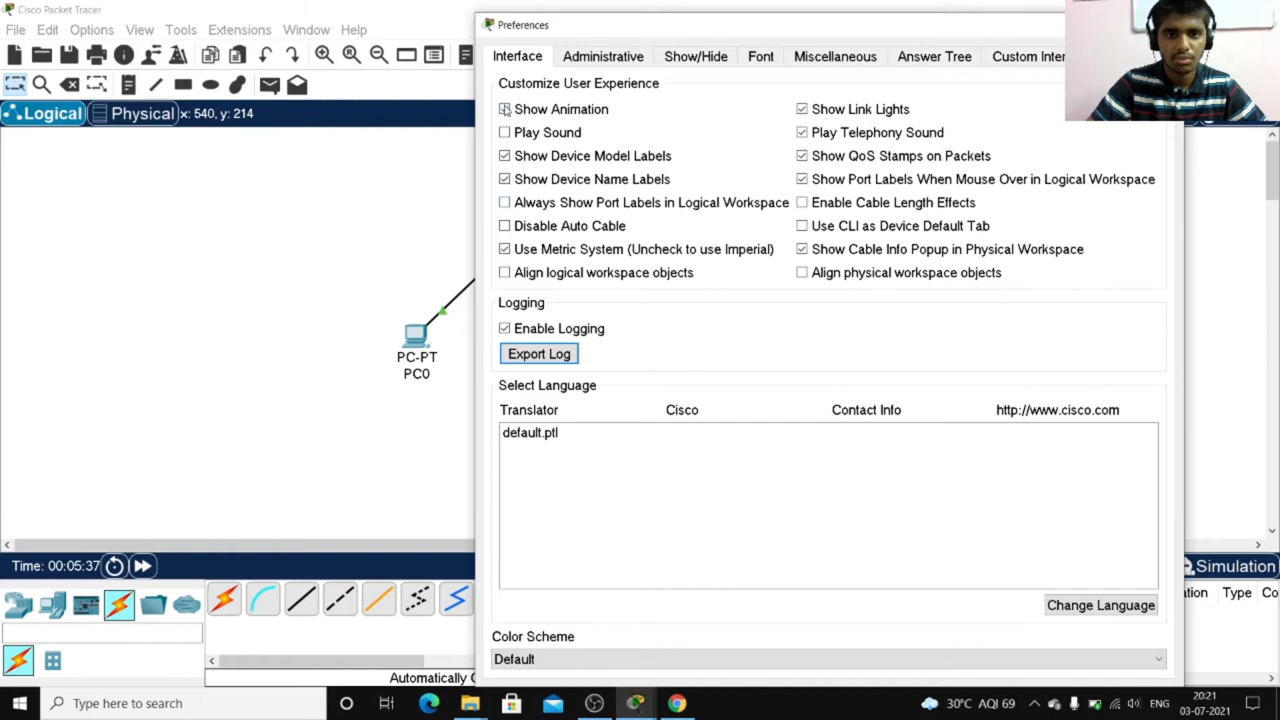 Cisco Packet Tracer
File Edit Options View Tools Extensions Window Help
Logical Physical x: 540, y: 214
PC-PT
PC0
Time: 00:05:37
Simulation
Type Co
Automatically
Preferences
Interface Administrative Show/Hide Font Miscellaneous Answer Tree Custom Inter
Customize User Experience
Show Animation Show Link Lights
Play Sound Play Telephony Sound
Show Device Model Labels Show QoS Stamps on Packets
Show Device Name Labels Show Port Labels When Mouse Over in Logical Workspace
Always Show Port Labels in Logical Workspace Enable Cable Length Effects
Disable Auto Cable Use CLI as Device Default Tab
Use Metric System (Uncheck to use Imperial) Show Cable Info Popup in Physical Workspace
Align logical workspace objects Align physical workspace objects
Logging
Enable Logging
Export Log
Select Language
Translator Cisco Contact Info http://www.cisco.com
default.ptl
Change Language
Color Scheme
Default
Type here to search 30°C AQI 69 ENG 20:21
03-07-2021